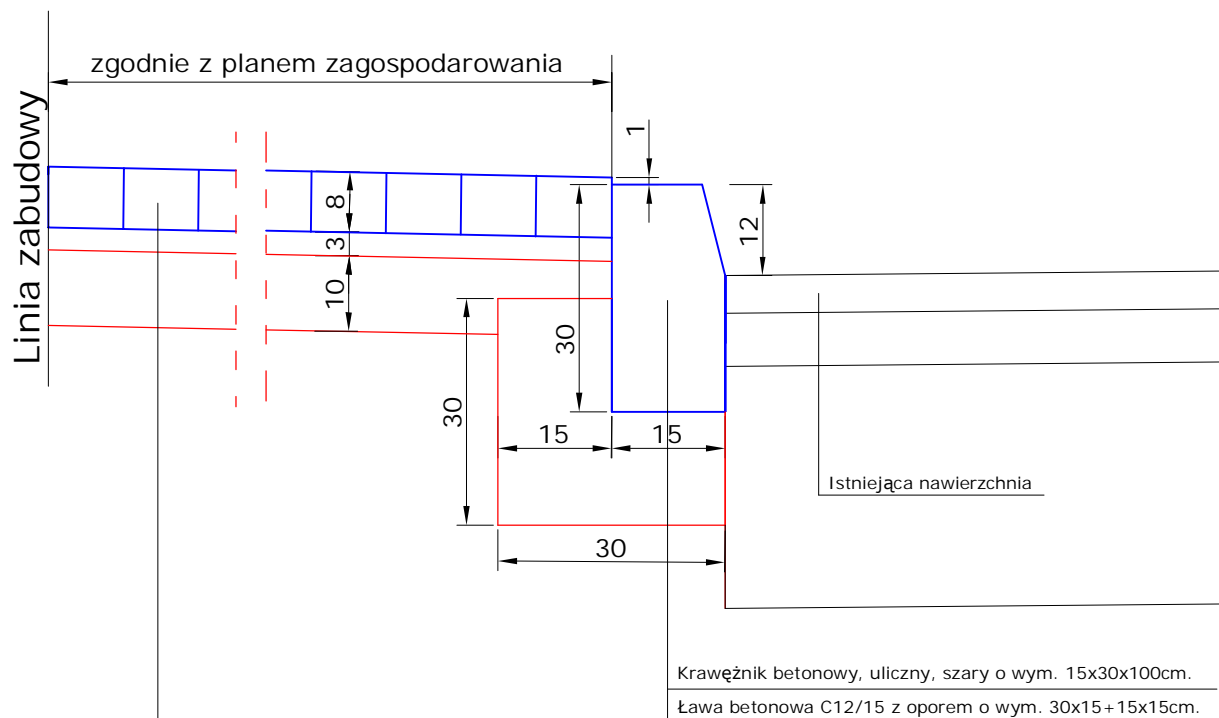 zgodnie z planem zagospodarowania
Linia zabudowy
1
8
3
10
12
30
30
15
15
30
Istniejąca nawierzchnia
Krawężnik betonowy, uliczny, szary o wym. 15x30x100cm.
Ława betonowa C12/15 z oporem o wym. 30x15+15x15cm.